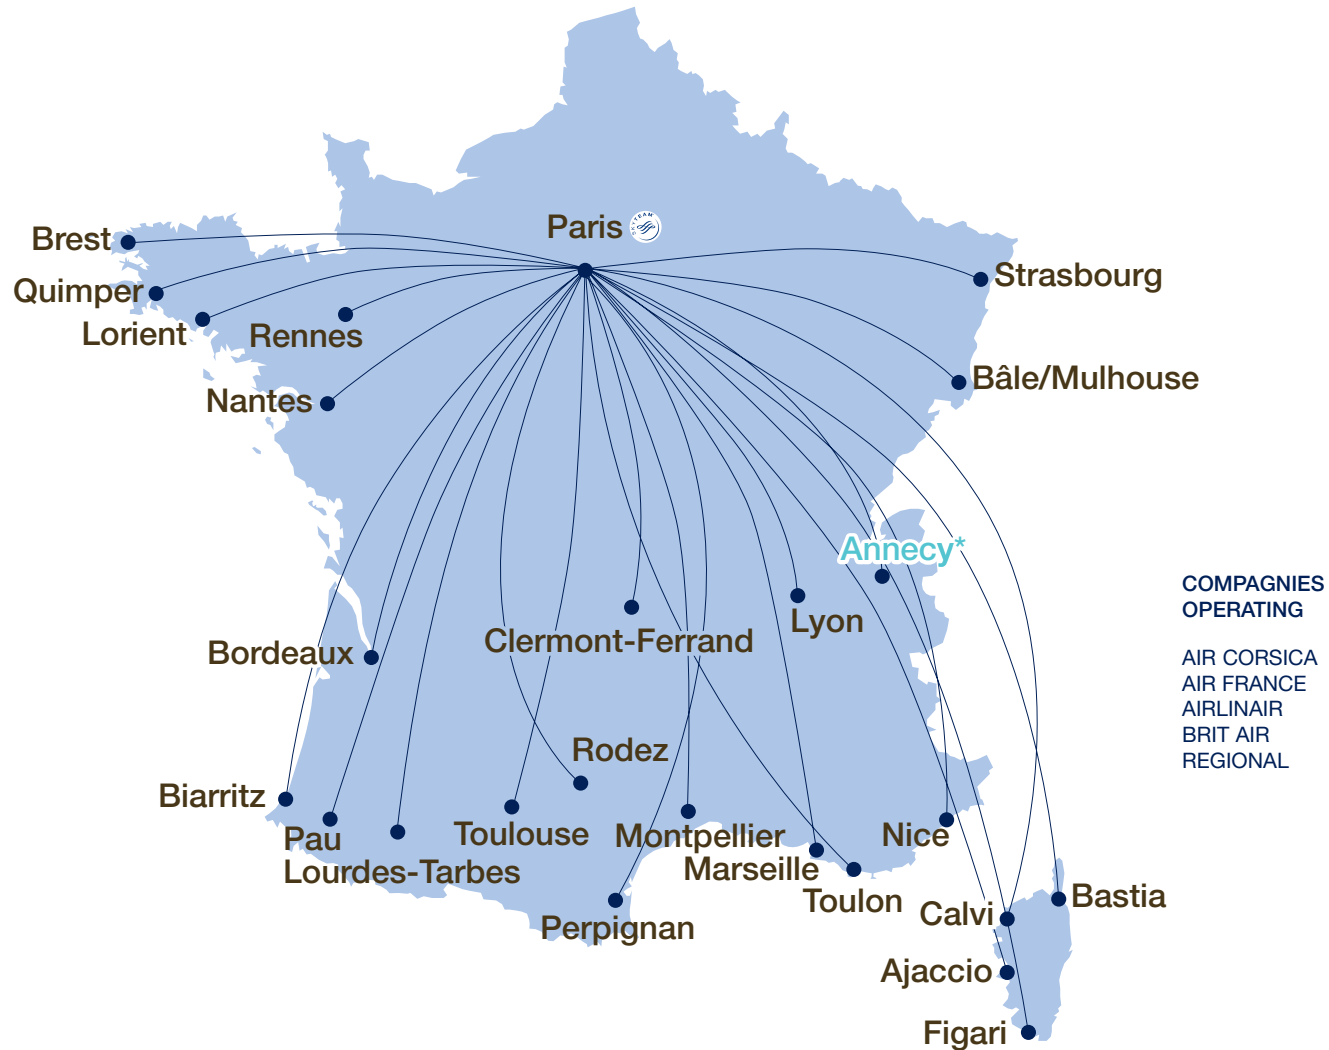 Paris
SKYTEAM
Brest
Strasbourg
Quimper
Lorient
Rennes
Bâle/Mulhouse
Nantes
Annecy*
COMPAGNIES
OPERATING
AIR CORSICA
AIR FRANCE
AIRLINAIR
BRIT AIR
REGIONAL
Lyon
Clermont-Ferrand
Bordeaux
Rodez
Biarritz
Pau
Toulouse
Montpellier
Nice
Lourdes-Tarbes
Marseille
Toulon
Bastia
Calvi
Perpignan
Ajaccio
Figari